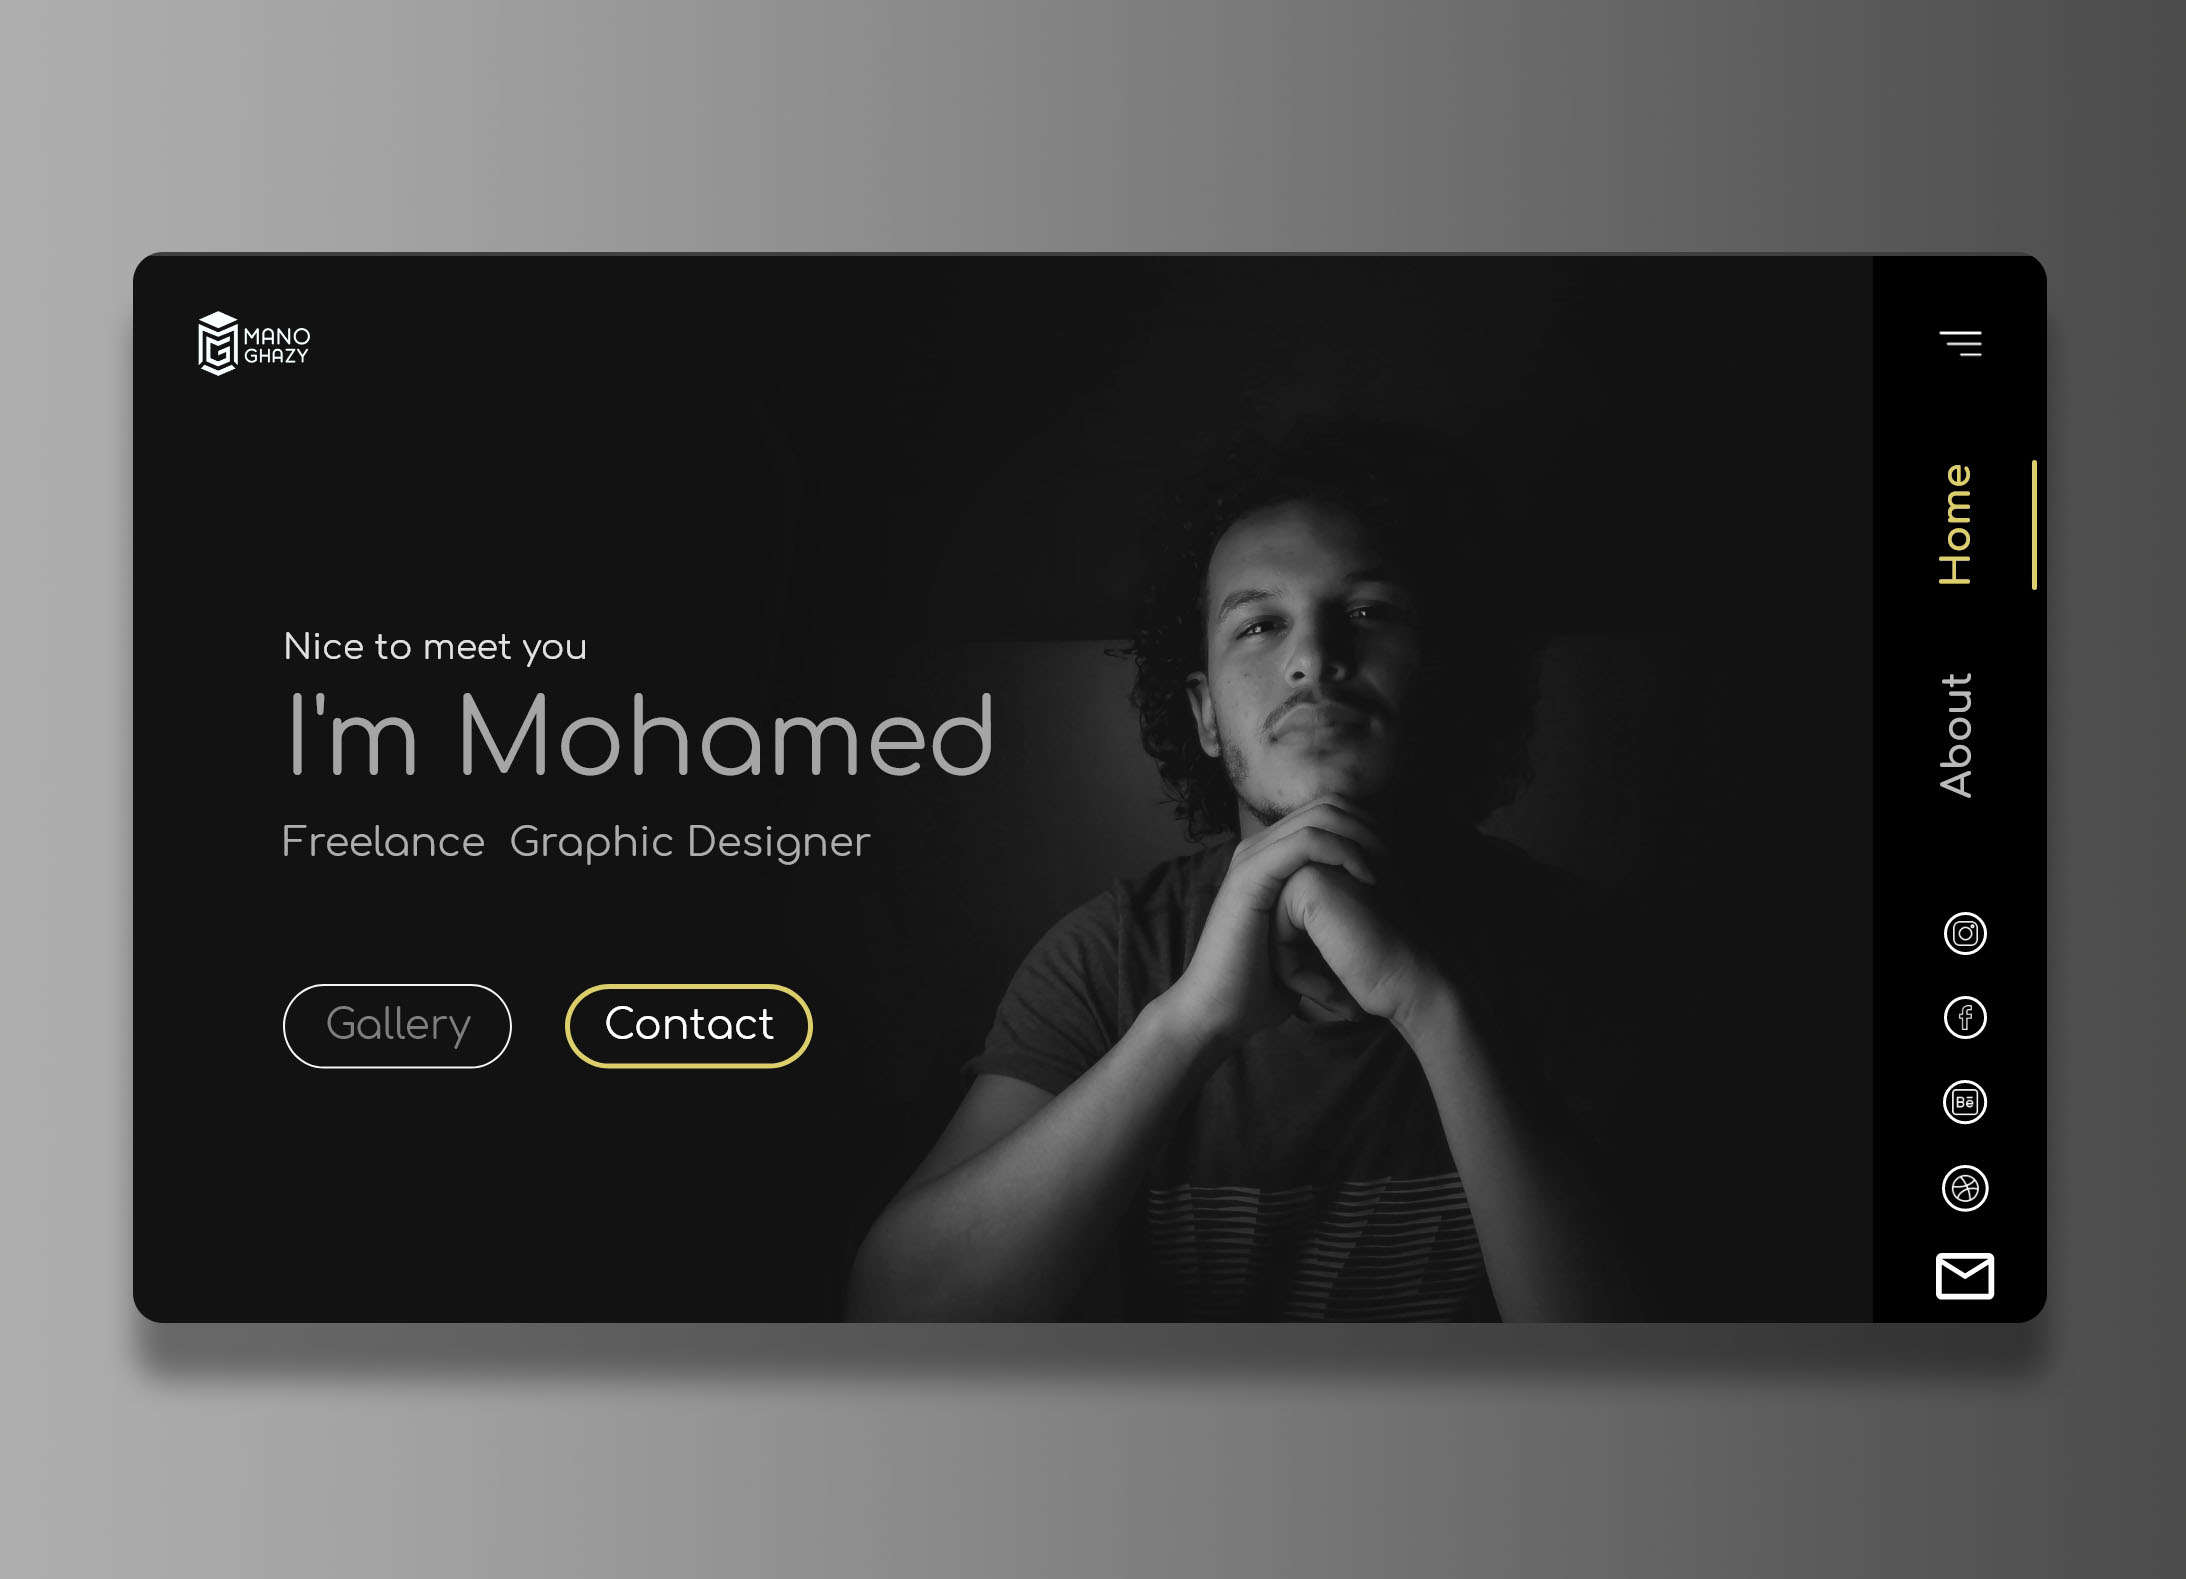 MANO
GHAZY
Nice to meet you
I'm Mohamed
Freelance  Graphic Designer
Gallery
Contact
Home
About
Bē